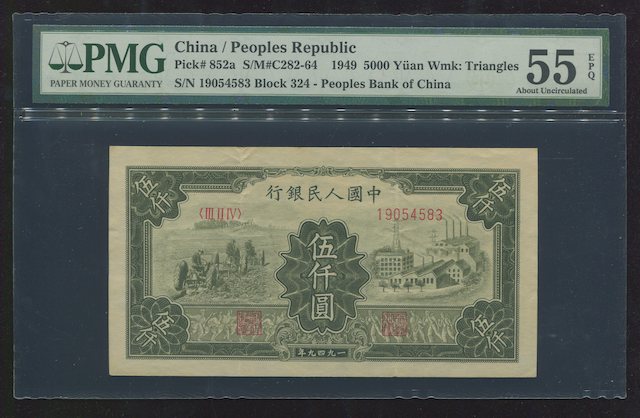 PMG
PAPER MONEY GUARANTY
China / Peoples Republic
Pick# 852a S/M#C282-64 1949 5000 Yüan Wmk: Triangles
S/N 19054583 Block 324 - Peoples Bank of China
55
EPQ
About Uncirculated
行銀民人國中
伍仟
伍仟
〈III II IV〉
19054583
伍仟圓
伍仟
伍仟
年九四九一